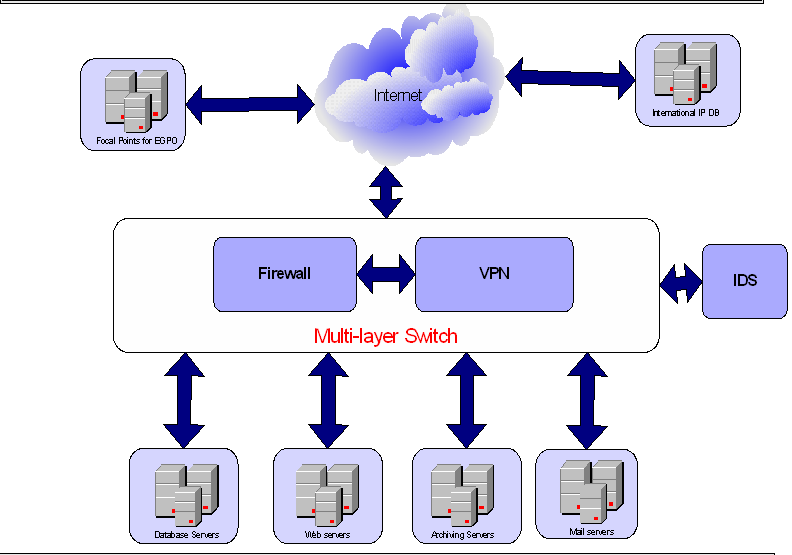 Internet
Focal Points for EGPO
International IP DB
Firewall
VPN
IDS
Multi-layer Switch
Database Servers
Web servers
Archiving Servers
Mail servers